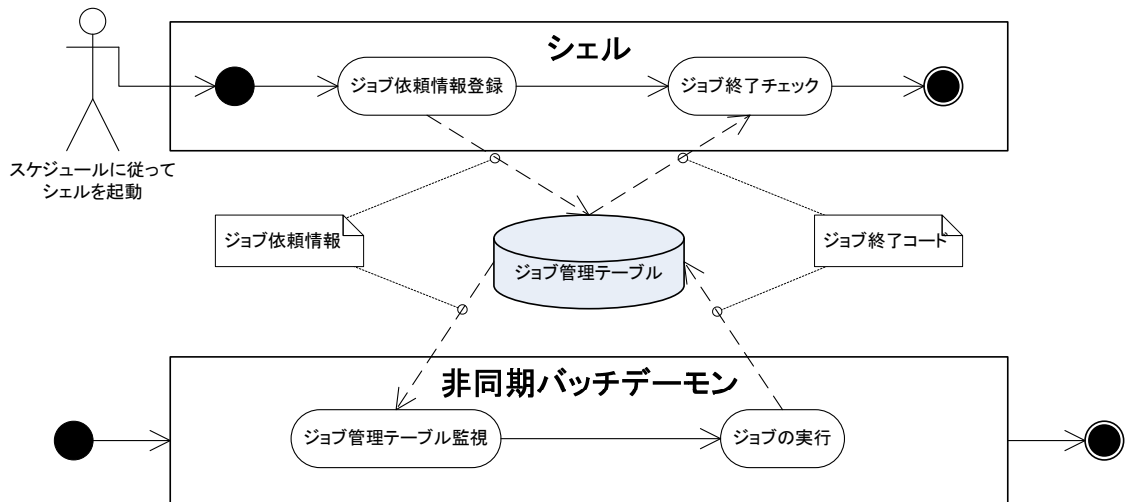 シェル
ジョブ依頼情報登録
ジョブ終了チェック
スケジュールに従って
シェルを起動
ジョブ依頼情報
ジョブ管理テーブル
ジョブ終了コード
非同期バッチデーモン
ジョブ管理テーブル監視
ジョブの実行